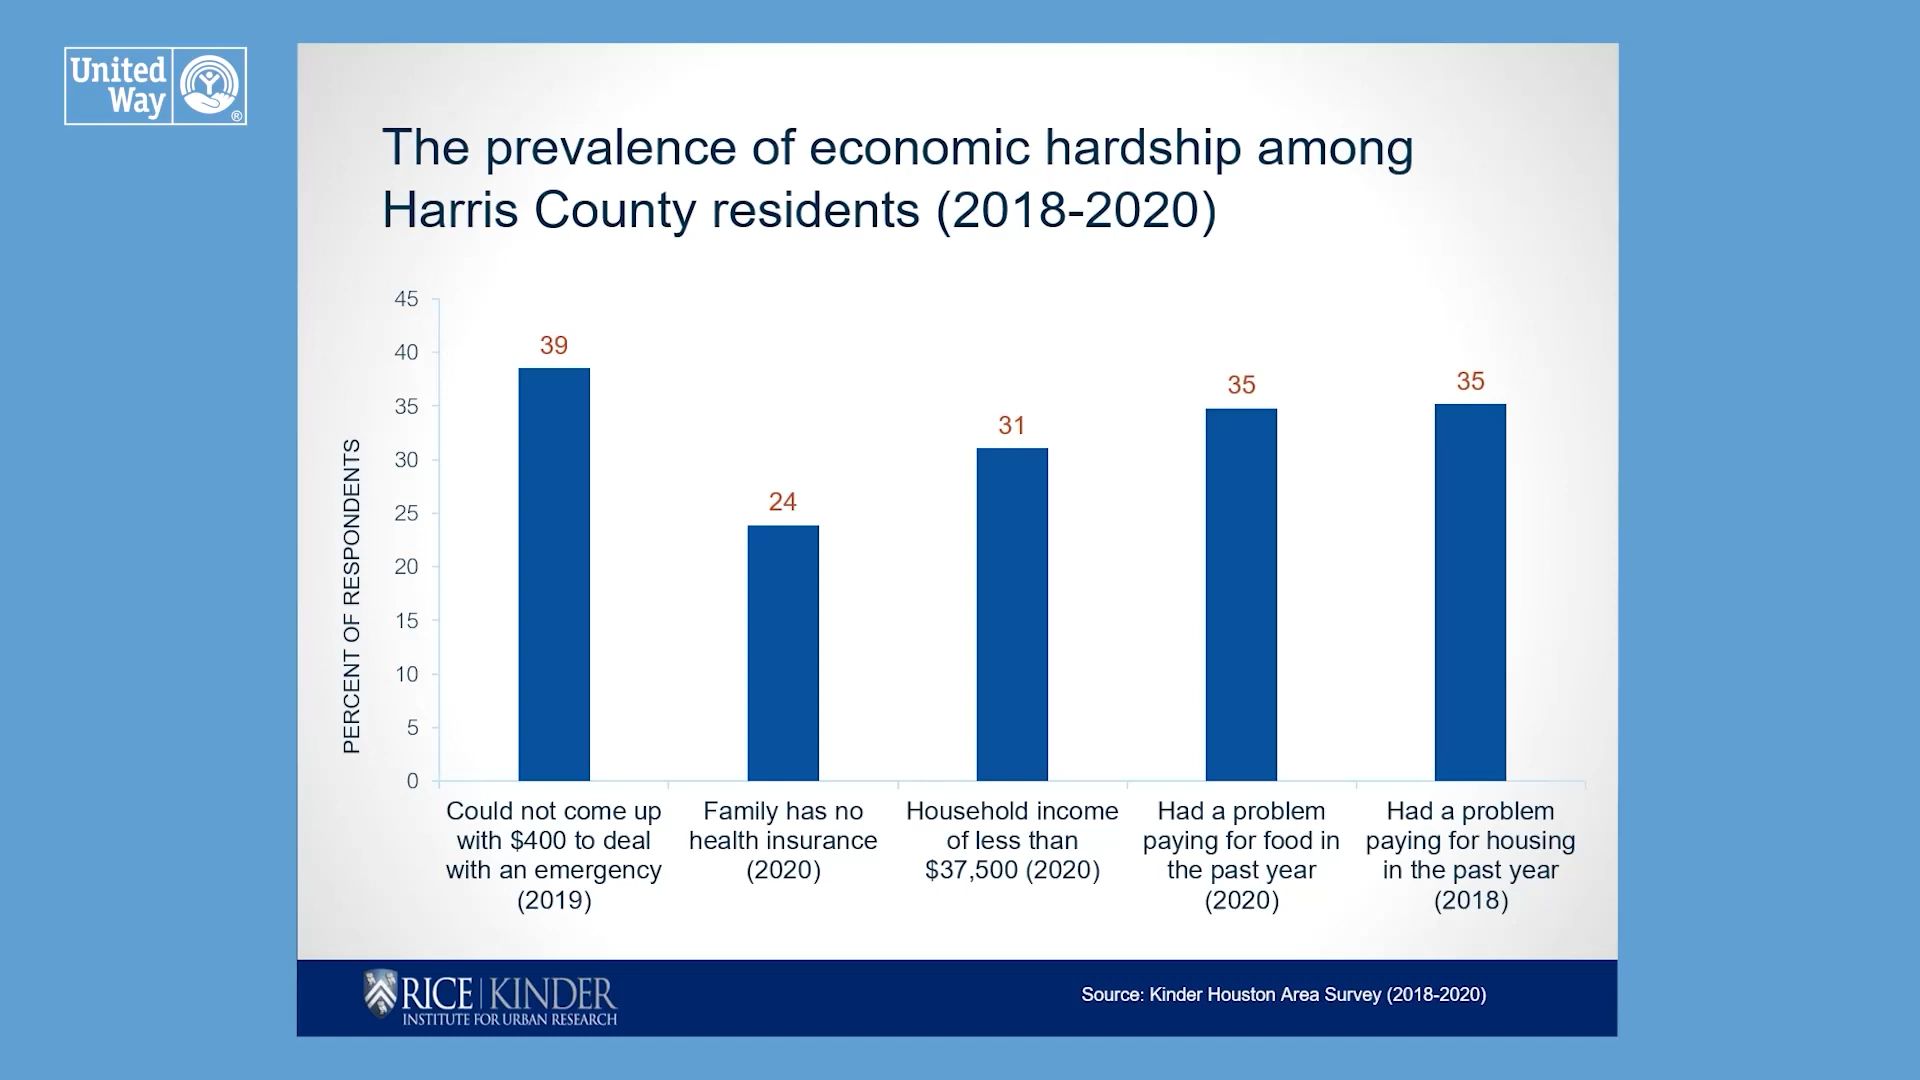 United
Way
®
The prevalence of economic hardship among
Harris County residents (2018-2020)
PERCENT OF RESPONDENTS
45
40
35
30
25
20
15
10
5
0
39
24
31
35
35
Could not come up
with $400 to deal
with an emergency
(2019)
Family has no
health insurance
(2020)
Household income
of less than
$37,500 (2020)
Had a problem
paying for food in
the past year
(2020)
Had a problem
paying for housing
in the past year
(2018)
RICE | KINDER
INSTITUTE FOR URBAN RESEARCH
Source: Kinder Houston Area Survey (2018-2020)